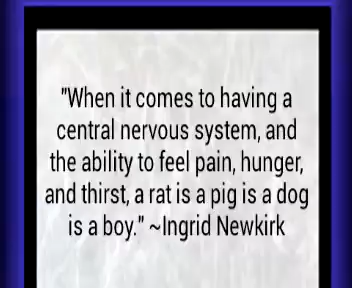 "When it comes to having a
central nervous system, and
the ability to feel pain, hunger,
and thirst, a rat is a pig is a dog
is a boy." ~Ingrid Newkirk